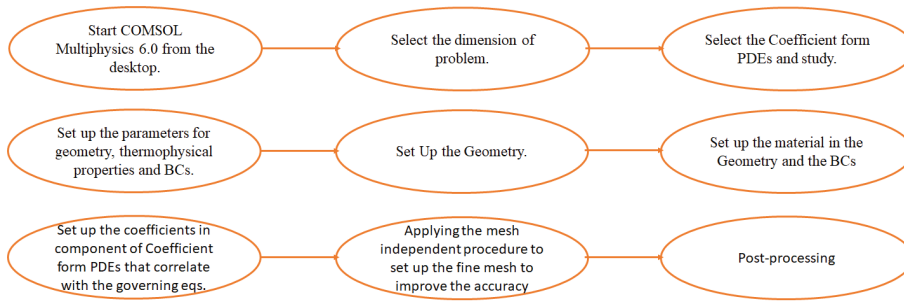 Start COMSOL
Multiphysics 6.0 from the
desktop.
Select the dimension of
problem.
Select the Coefficient form
PDEs and study.
Set up the parameters for
geometry, thermophysical
properties and BCs.
Set Up the Geometry.
Set up the material in the
Geometry and the BCs
Set up the coefficients in
component of Coefficient
form PDEs that correlate
with the governing eqs.
Applying the mesh
independent procedure to
set up the fine mesh to
improve the accuracy
Post-processing